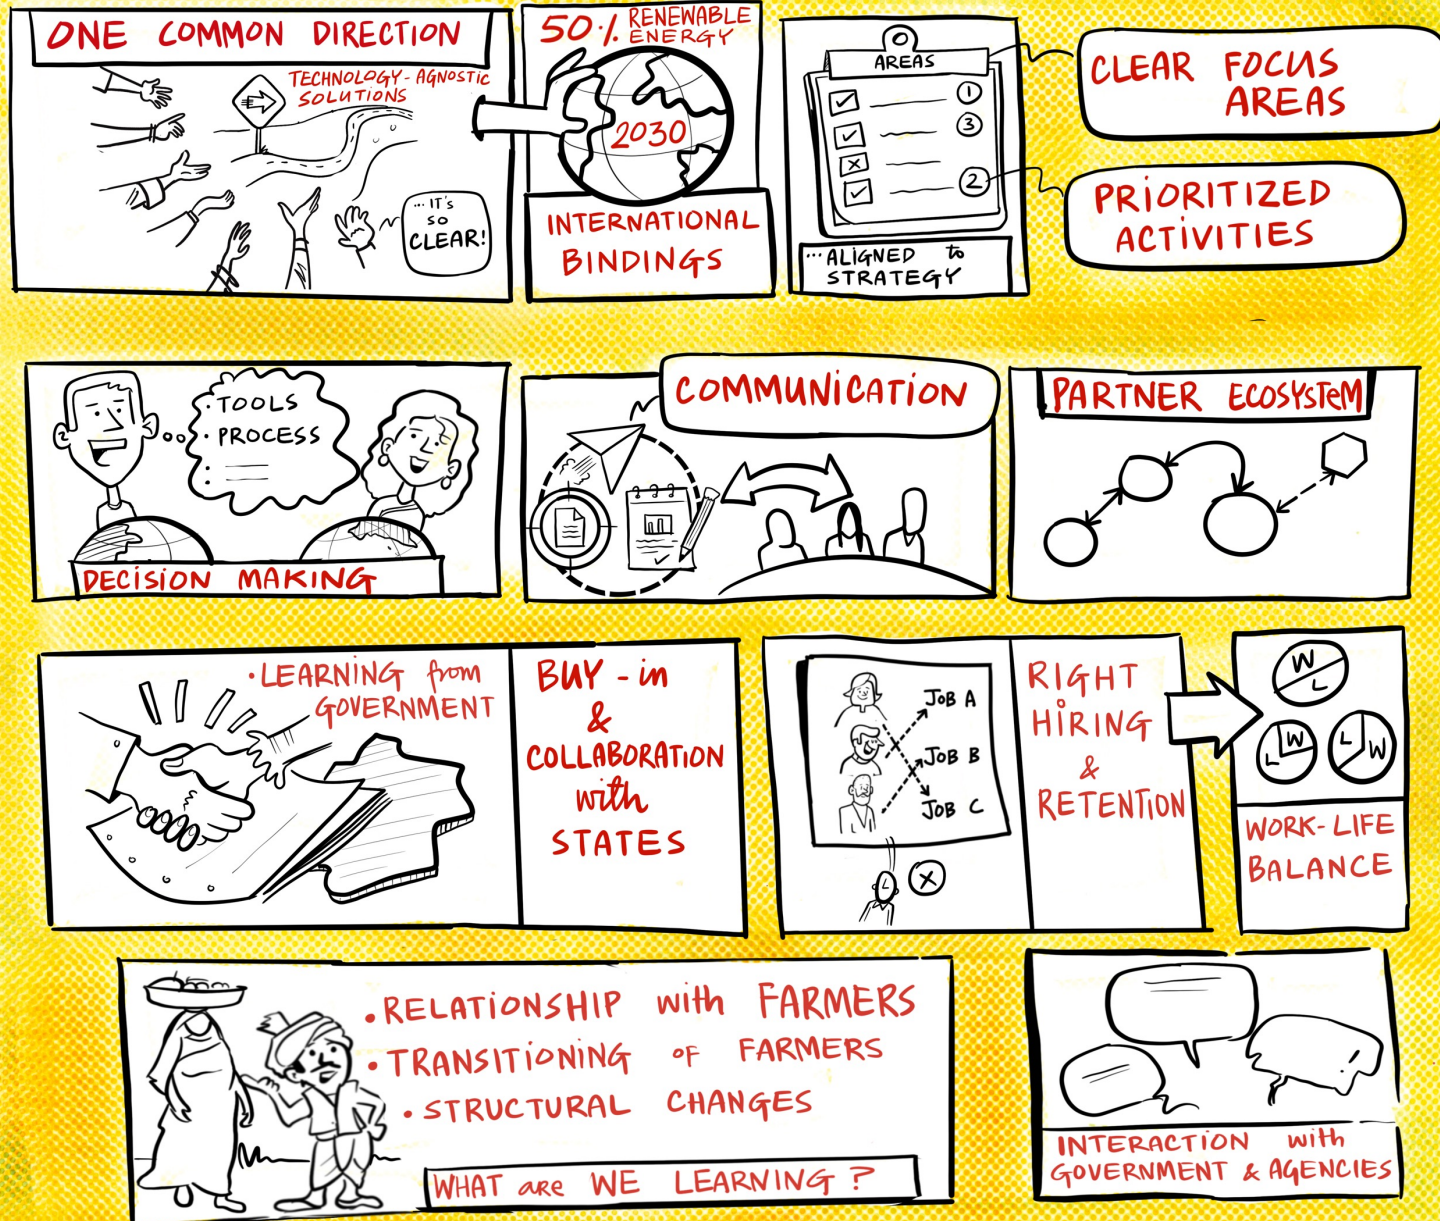 ONE COMMON DIRECTION
TECHNOLOGY-AGNOSTIC
SOLUTIONS
...IT'S
SO
CLEAR!
50% RENEWABLE
ENERGY
2030
INTERNATIONAL
BINDINGS
AREAS
1
3
2
...ALIGNED to
STRATEGY
CLEAR FOCUS
AREAS
PRIORITIZED
ACTIVITIES
• TOOLS
• PROCESS
DECISION MAKING
COMMUNICATION
PARTNER ECOSYSTEM
• LEARNING from
GOVERNMENT
BUY-in
&
COLLABORATION
with
STATES
JOB A
JOB B
JOB C
RIGHT
HIRING
&
RETENTION
W
L
L W
L W
WORK-LIFE
BALANCE
• RELATIONSHIP with FARMERS
• TRANSITIONING OF FARMERS
• STRUCTURAL CHANGES
WHAT are WE LEARNING?
INTERACTION with
GOVERNMENT & AGENCIES